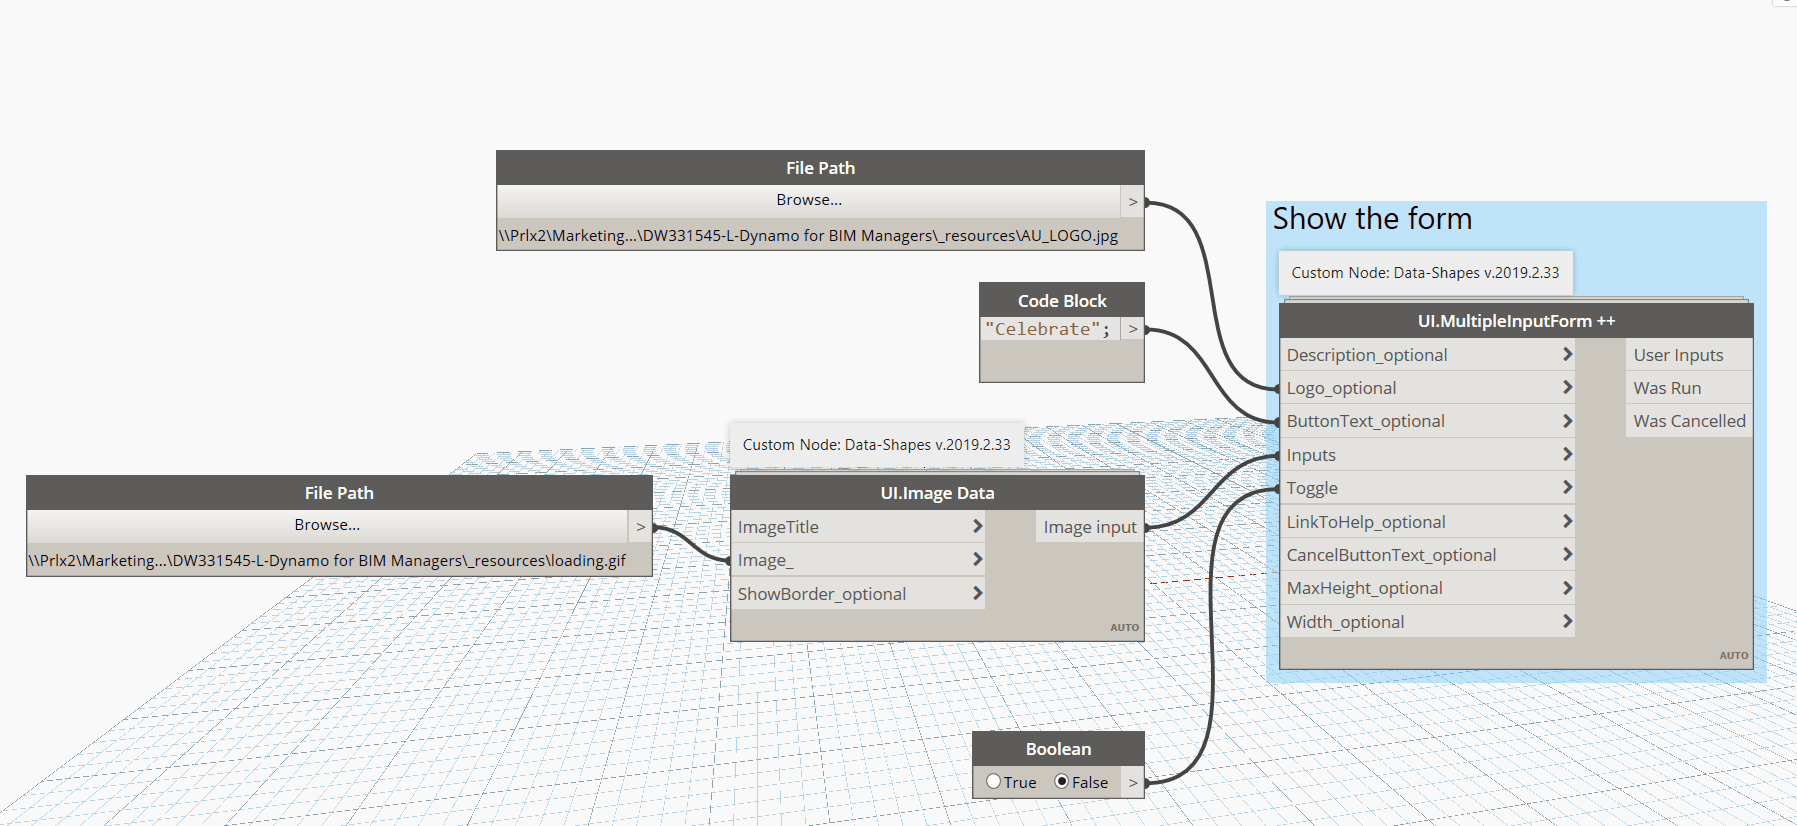 File Path
Browse...
>
\\Prlx2\Marketing...\DW331545-L-Dynamo for BIM Managers\_resources\AU_LOGO.jpg
Code Block
"Celebrate";
>
Show the form
Custom Node: Data-Shapes v.2019.2.33
UI.MultipleInputForm ++
Description_optional
User Inputs
Logo_optional
Was Run
ButtonText_optional
Was Cancelled
Inputs
Toggle
LinkToHelp_optional
CancelButtonText_optional
MaxHeight_optional
Width_optional
AUTO
File Path
Browse...
>
\\Prlx2\Marketing...\DW331545-L-Dynamo for BIM Managers\_resources\loading.gif
Custom Node: Data-Shapes v.2019.2.33
UI.Image Data
ImageTitle
Image input
Image_
ShowBorder_optional
AUTO
Boolean
True False >